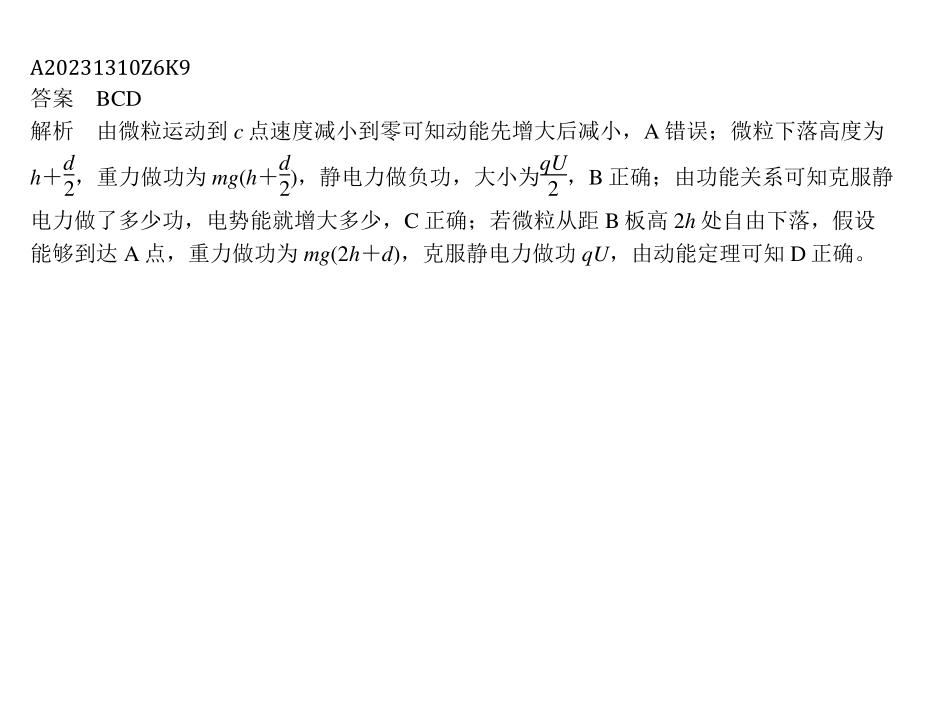 A20231310Z6K9
答案 BCD
解析 由微粒运动到 c 点速度减小到零可知动能先增大后减小，A 错误；微粒下落高度为
h＋d/2，重力做功为 mg(h＋d/2)，静电力做负功，大小为qU/2，B 正确；由功能关系可知克服静
电力做了多少功，电势能就增大多少，C 正确；若微粒从距 B 板高 2h 处自由下落，假设
能够到达 A 点，重力做功为 mg(2h＋d)，克服静电力做功 qU，由动能定理可知 D 正确。